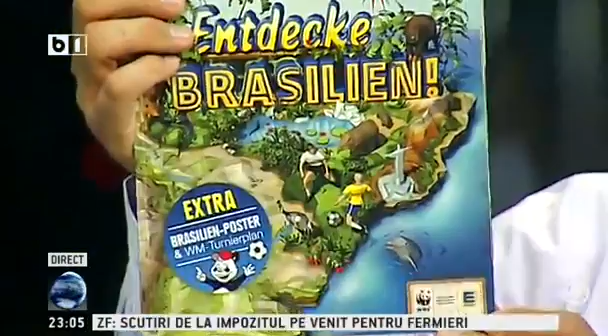 b1
Entdecke
BRASILIEN!
EXTRA
BRASILIEN-POSTER
& WM-Turnierplan
WWF
E
DIRECT
23:05 ZF: SCUTIRI DE LA IMPOZITUL PE VENIT PENTRU FERMIERI